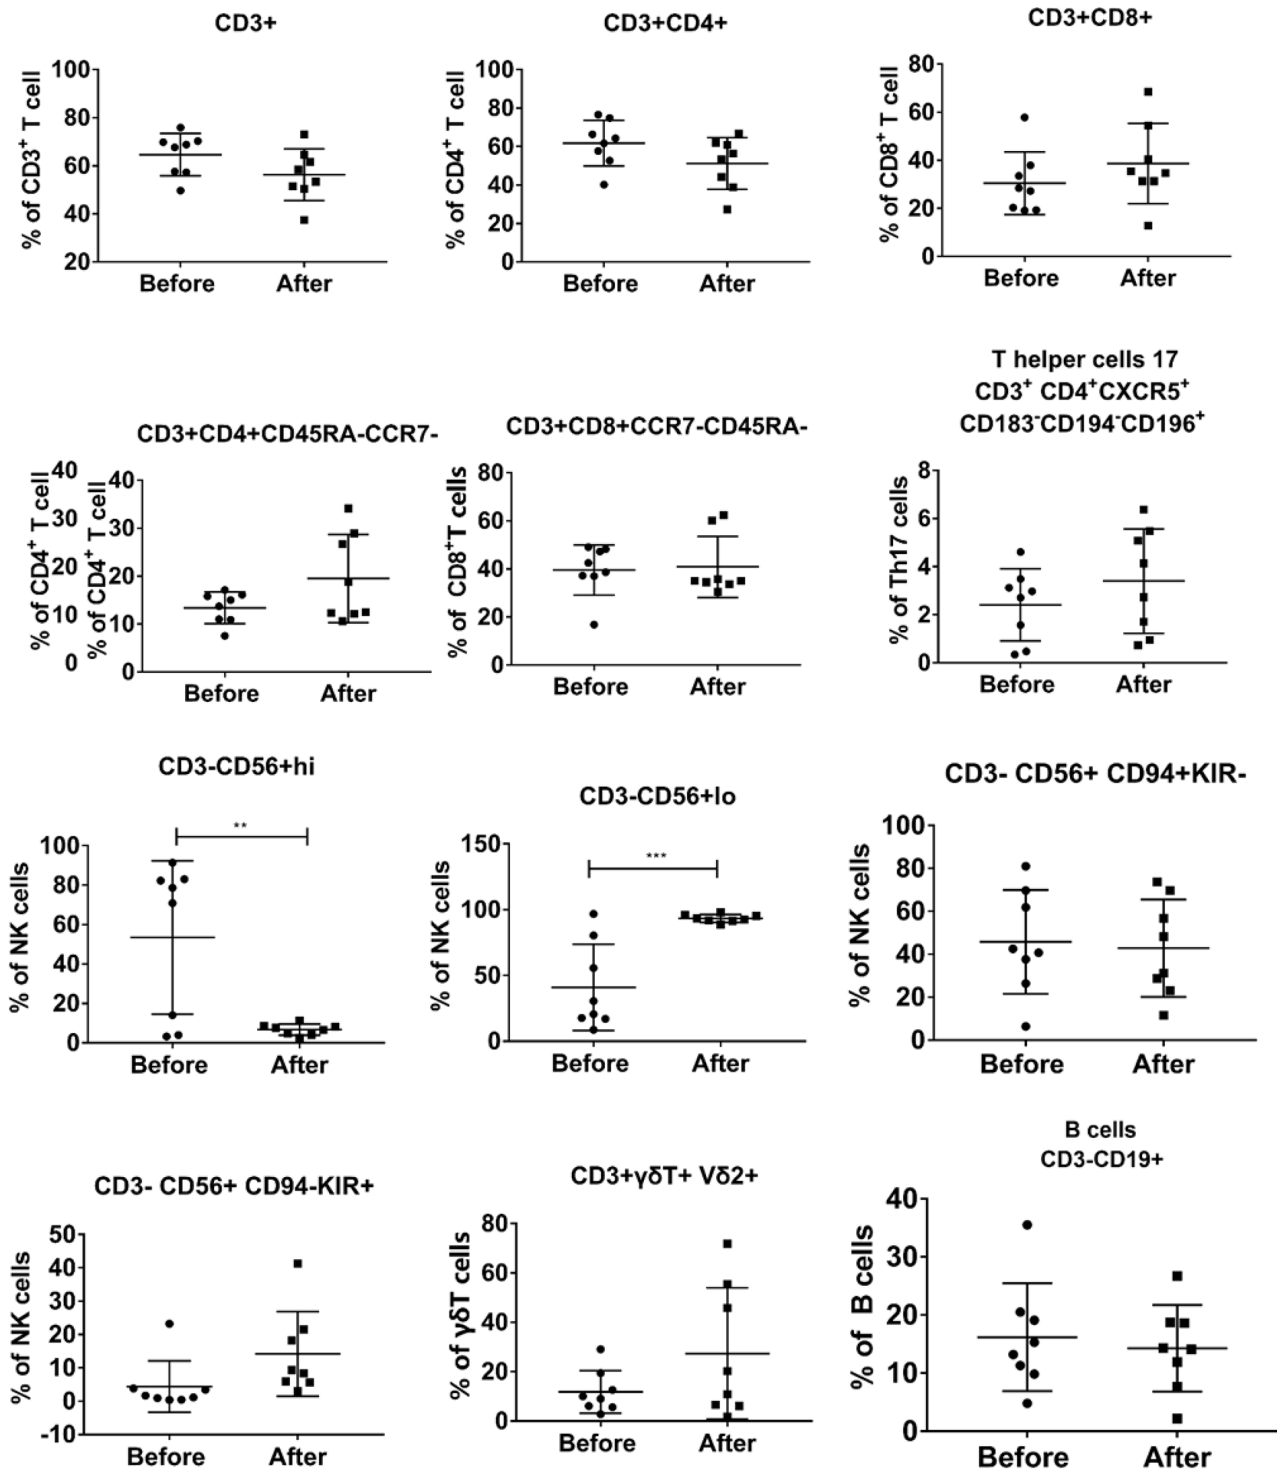 CD3+
% of CD3⁺ T cell
100
80
60
40
20
Before
After
CD3+CD4+
% of CD4⁺ T cell
100
80
60
40
20
0
Before
After
CD3+CD8+
% of CD8⁺ T cell
80
60
40
20
0
Before
After
CD3+CD4+CD45RA-CCR7-
% of CD4⁺ T cell
40
30
20
10
0
% of CD4⁺ T cell
40
30
20
10
0
Before
After
CD3+CD8+CCR7-CD45RA-
% of CD8⁺T cells
80
60
40
20
0
Before
After
T helper cells 17
CD3⁺ CD4⁺CXCR5⁺
CD183⁻CD194⁻CD196⁺
% of Th17 cells
8
6
4
2
0
Before
After
CD3-CD56+hi
**
% of NK cells
100
80
60
40
20
0
Before
After
CD3-CD56+lo
***
% of NK cells
150
100
50
0
Before
After
CD3- CD56+ CD94+KIR-
% of NK cells
100
80
60
40
20
0
Before
After
CD3- CD56+ CD94-KIR+
% of NK cells
50
40
30
20
10
0
-10
Before
After
CD3+γδT+ Vδ2+
% of γδT cells
80
60
40
20
0
Before
After
B cells
CD3-CD19+
% of B cells
40
30
20
10
0
Before
After